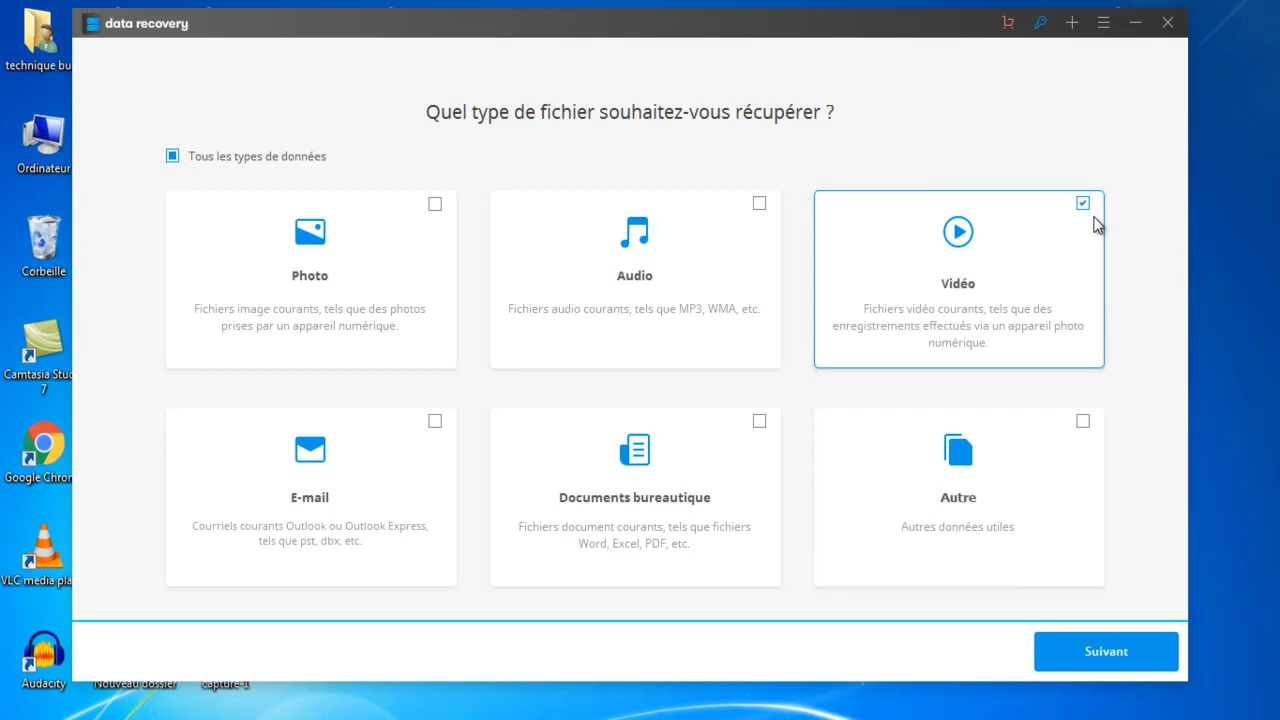 data recovery
technique bu
Ordinateur
Corbeille
Camtasia Stud
7
Google Chron
VLC media pla
Audacity
Nouveau dossier
capture-1
Quel type de fichier souhaitez-vous récupérer ?
Tous les types de données
Photo
Fichiers image courants, tels que des photos
prises par un appareil numérique.
Audio
Fichiers audio courants, tels que MP3, WMA, etc.
Vidéo
Fichiers vidéo courants, tels que des
enregistrements effectués via un appareil photo
numérique.
E-mail
Courriels courants Outlook ou Outlook Express,
tels que pst, dbx, etc.
Documents bureautique
Fichiers document courants, tels que fichiers
Word, Excel, PDF, etc.
Autre
Autres données utiles
Suivant